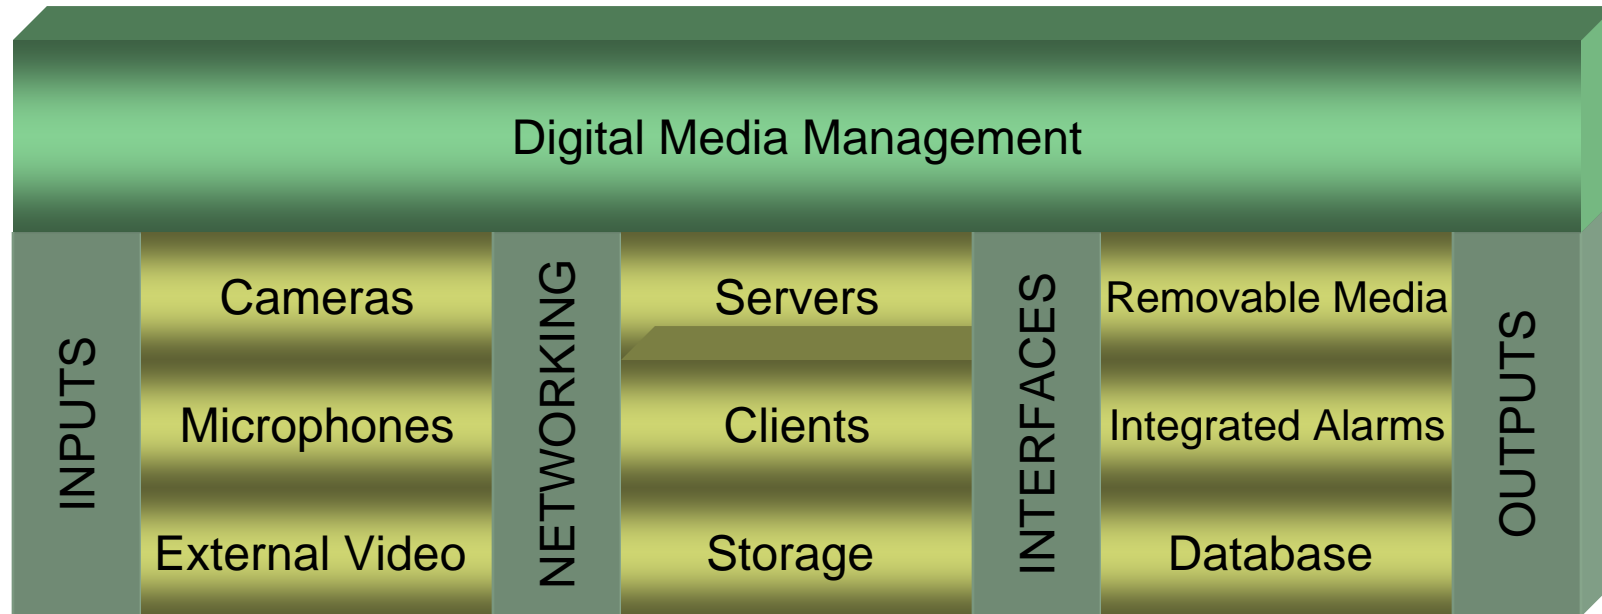 Digital Media Management
INPUTS
Cameras
Microphones
External Video
NETWORKING
Servers
Clients
Storage
INTERFACES
Removable Media
Integrated Alarms
Database
OUTPUTS